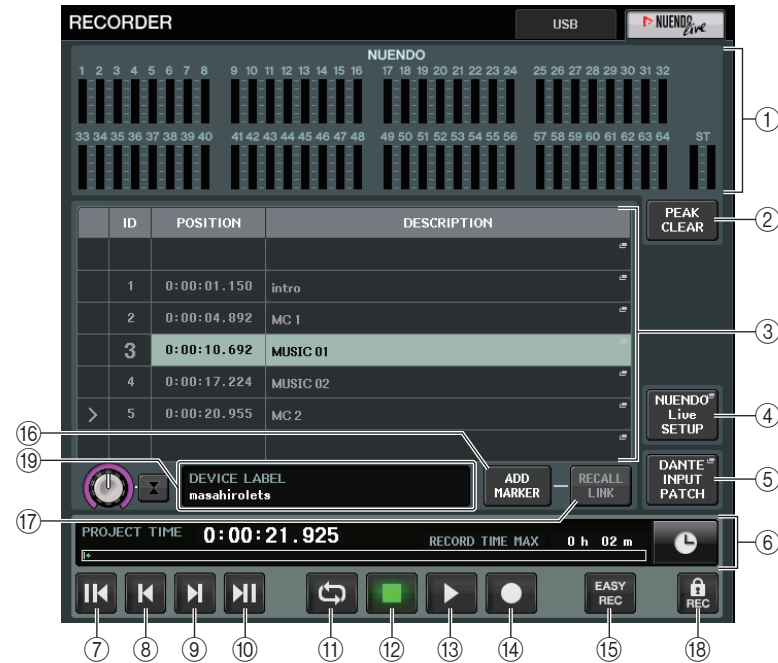 RECORDER
USB
NUENDO live
NUENDO
1 2 3 4 5 6 7 8 9 10 11 12 13 14 15 16 17 18 19 20 21 22 23 24 25 26 27 28 29 30 31 32
33 34 35 36 37 38 39 40 41 42 43 44 45 46 47 48 49 50 51 52 53 54 55 56 57 58 59 60 61 62 63 64 ST
①
PEAK
CLEAR
②
ID POSITION DESCRIPTION
1 0:00:01.150 intro
2 0:00:04.892 MC 1
3 0:00:10.692 MUSIC 01
③
4 0:00:17.224 MUSIC 02
> 5 0:00:20.955 MC 2
NUENDO
Live
SETUP
④
⑯
⑲
DEVICE LABEL
masahirolets
ADD
MARKER
RECALL
LINK
DANTE
INPUT
PATCH
⑤
⑰
PROJECT TIME 0:00:21.925 RECORD TIME MAX 0 h 02 m
⑥
EASY
REC
REC
⑦ ⑧ ⑨ ⑩ ⑪ ⑫ ⑬ ⑭ ⑮ ⑱